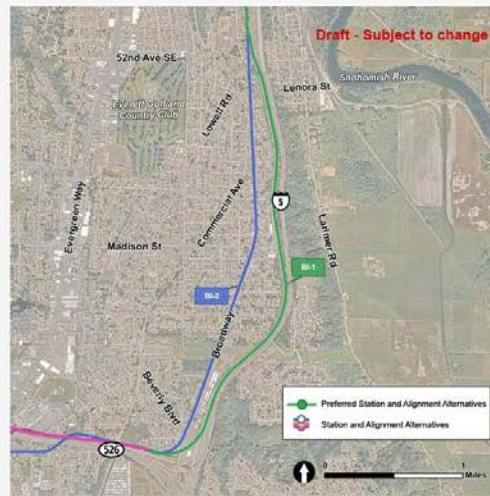 Draft - Subject to change
52nd Ave SE
Snohomish River
Lenora St
Everett Golf and
Country Club
Lowell Rd
Evergreen Way
Commercial Ave
5
Larimer Rd
Madison St
BI-2
BI-1
Broadway
Beverly Blvd
526
Preferred Station and Alignment Alternatives
Station and Alignment Alternatives
0 1
Miles